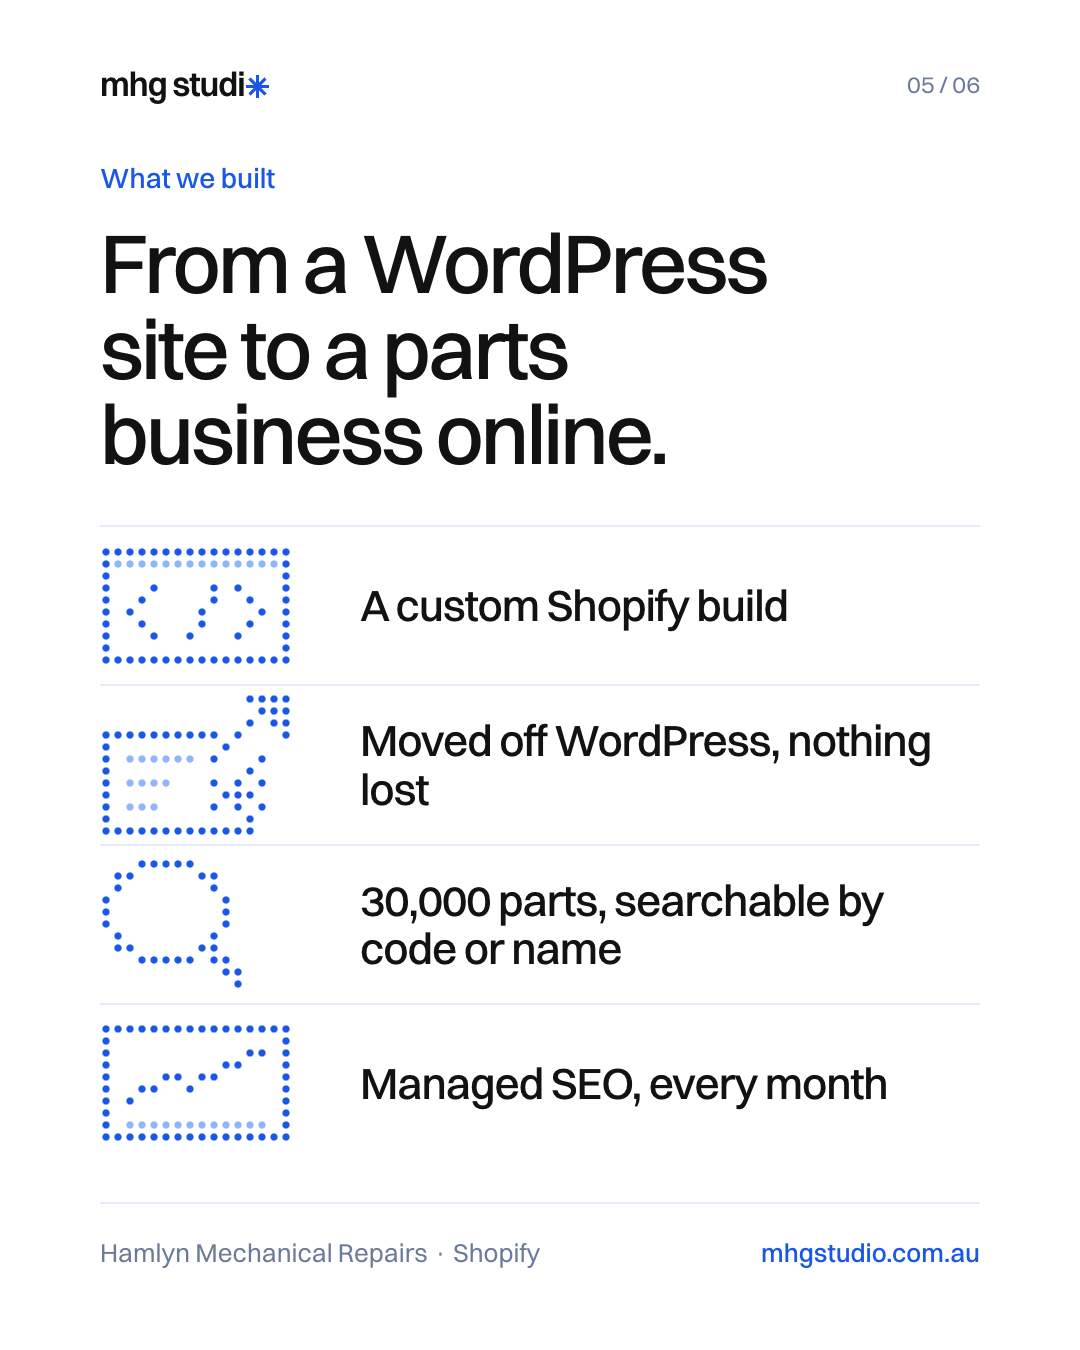 mhg studi✳
05 / 06
What we built
From a WordPress
site to a parts
business online.
A custom Shopify build
Moved off WordPress, nothing
lost
30,000 parts, searchable by
code or name
Managed SEO, every month
Hamlyn Mechanical Repairs · Shopify
mhgstudio.com.au